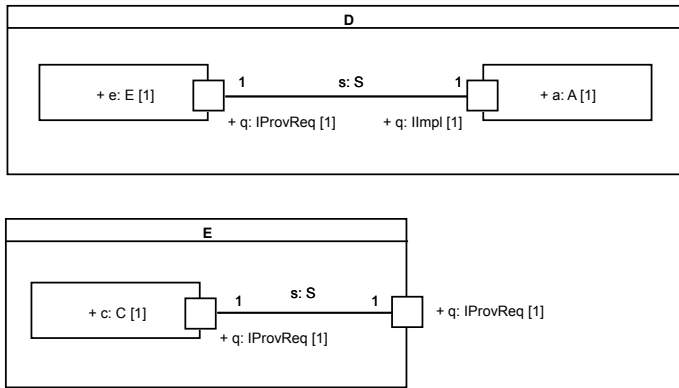 D
1 s: S 1
+ e: E [1] + a: A [1]
+ q: IProvReq [1] + q: IImpl [1]
E
1 s: S 1
+ c: C [1] + q: IProvReq [1]
+ q: IProvReq [1]